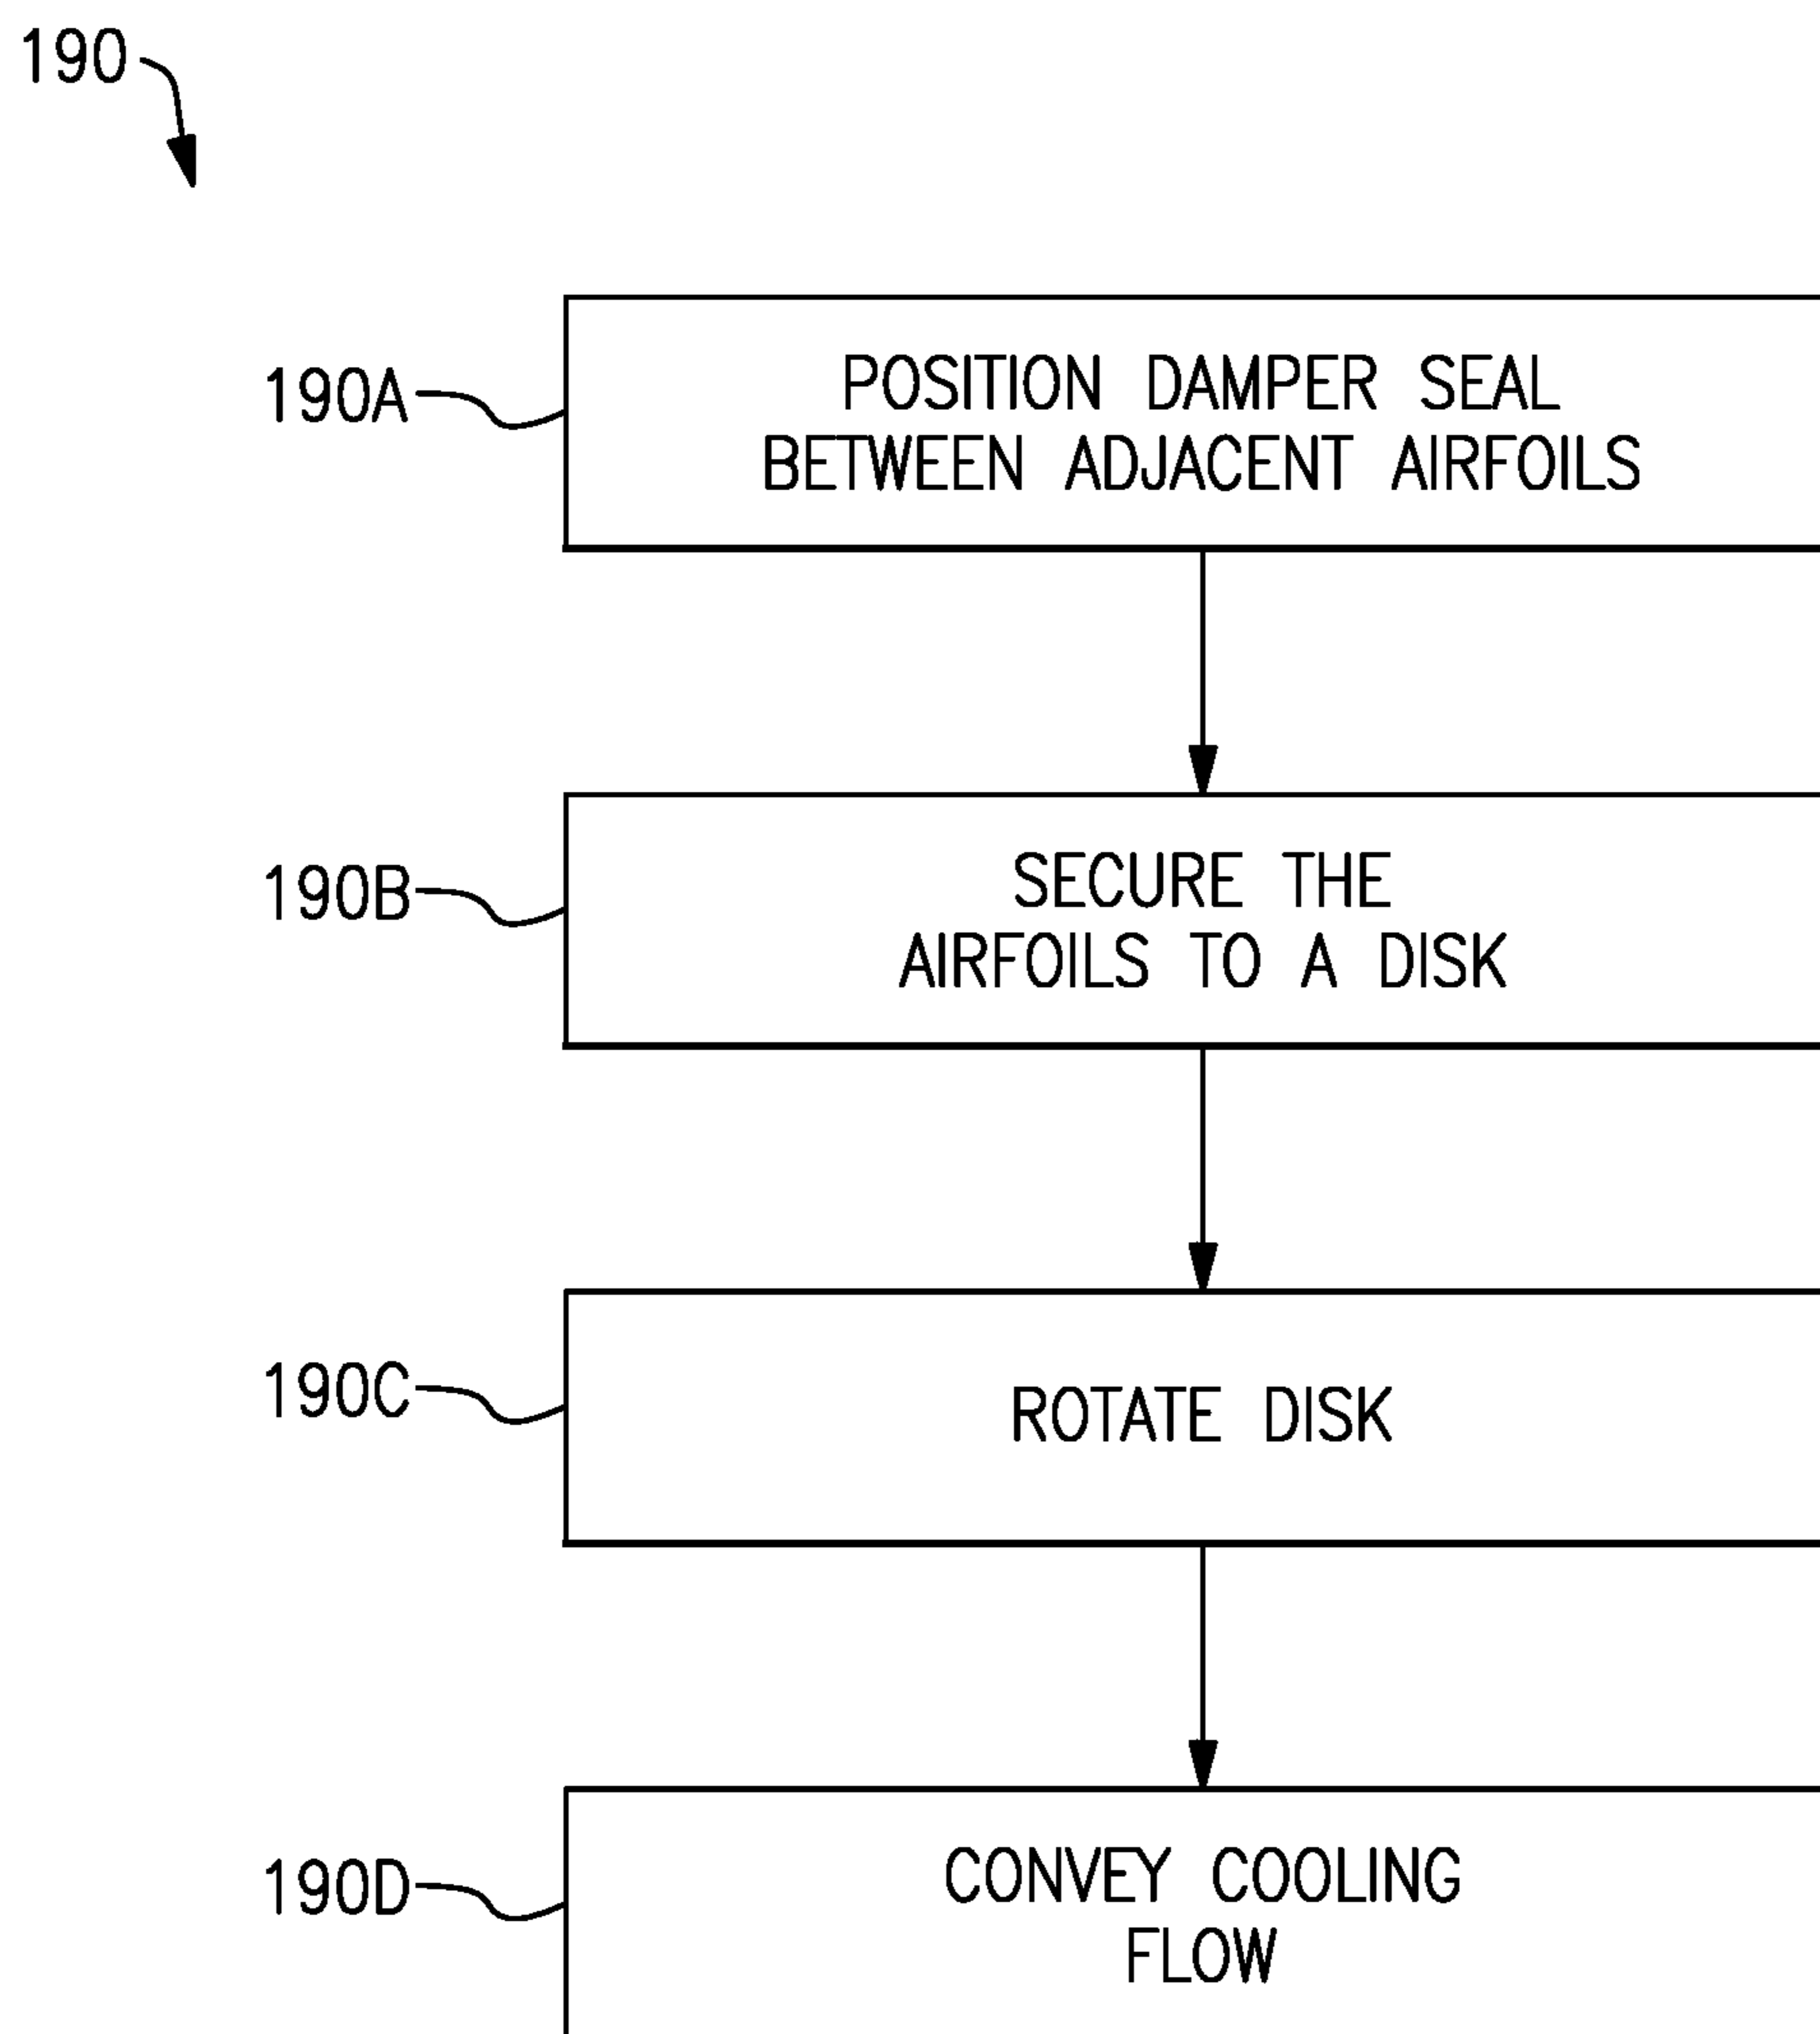 190
190A
POSITION DAMPER SEAL
BETWEEN ADJACENT AIRFOILS
190B
SECURE THE
AIRFOILS TO A DISK
190C
ROTATE DISK
190D
CONVEY COOLING
FLOW